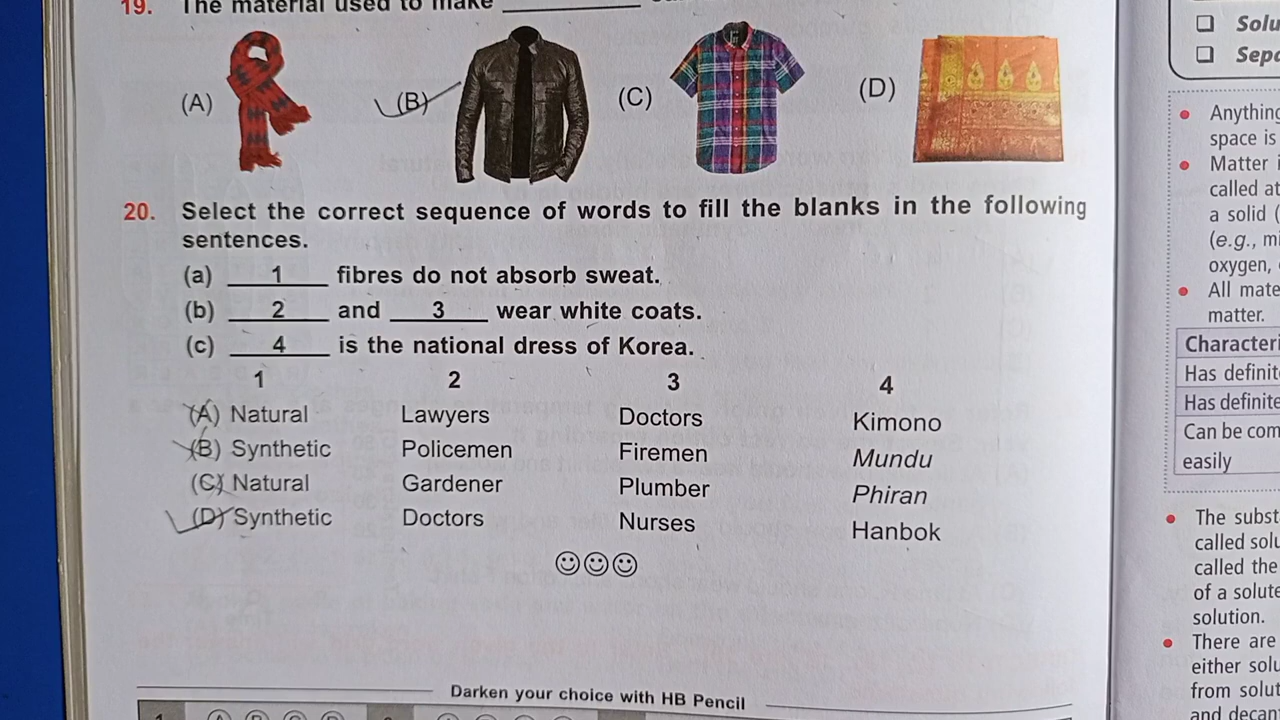 19. The material used to make
(A)
(B)
(C)
(D)
20. Select the correct sequence of words to fill the blanks in the following
sentences.
(a) 1 fibres do not absorb sweat.
(b) 2 and 3 wear white coats.
(c) 4 is the national dress of Korea.
1 2 3 4
(A) Natural Lawyers Doctors Kimono
(B) Synthetic Policemen Firemen Mundu
(C) Natural Gardener Plumber Phiran
(D) Synthetic Doctors Nurses Hanbok
Darken your choice with HB Pencil
Anything
space is
Matter
called at
a solid
(e.g.,
oxygen,
All mate
matter.
Characteri
Has definite
Has definite
Can be com
easily
The subst
called solu
called the
of a solute
solution.
There are
either solu
from solut
and decan